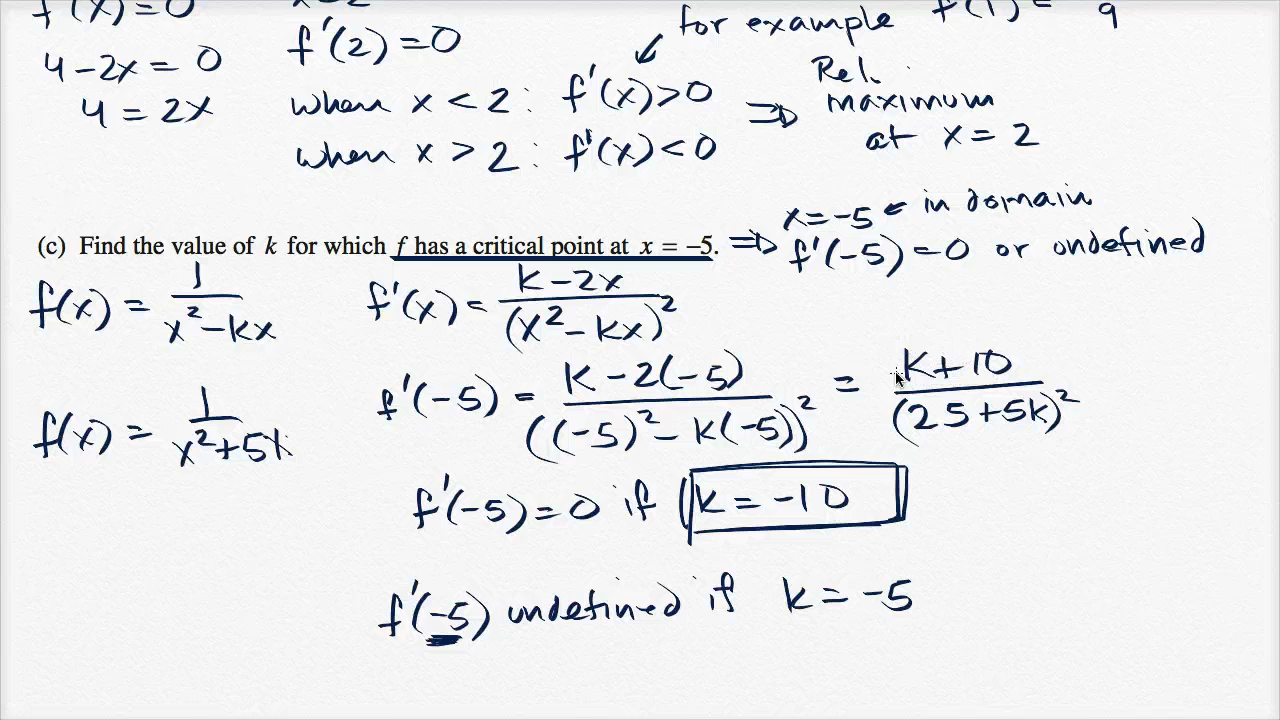 f'(x) = 0
f'(2) = 0
for example f(1) = 9
4 - 2x = 0
4 = 2x
when x < 2 : f'(x) > 0
when x > 2 : f'(x) < 0
⇒ Rel.
maximum
at x = 2
(c) Find the value of k for which f has a critical point at x = −5. ⇒
x = -5 ← in domain
f'(-5) = 0 or undefined
f(x) = 1/(x² - kx)
f'(x) = (k - 2x)/(x² - kx)²
f'(-5) = (k - 2(-5))/((-5)² - k(-5))² = (k + 10)/(25 + 5k)²
f(x) = 1/(x² + 5x
f'(-5) = 0 if k = -10
f'(-5) undefined if k = -5